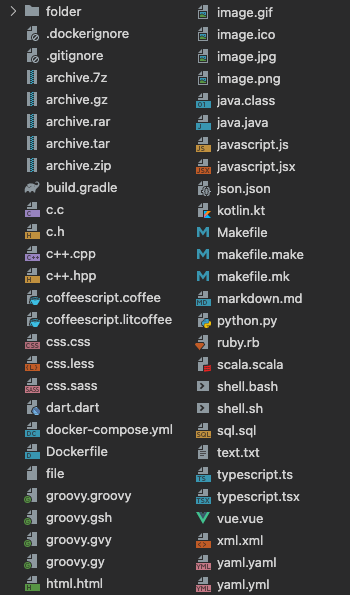 folder
.dockerignore
.gitignore
archive.7z
archive.gz
archive.rar
archive.tar
archive.zip
build.gradle
c.c
c.h
c++.cpp
c++.hpp
coffeescript.coffee
coffeescript.litcoffee
css.css
css.less
css.sass
dart.dart
docker-compose.yml
Dockerfile
file
groovy.groovy
groovy.gsh
groovy.gvy
groovy.gy
html.html
image.gif
image.ico
image.jpg
image.png
java.class
java.java
javascript.js
javascript.jsx
json.json
kotlin.kt
Makefile
makefile.make
makefile.mk
markdown.md
python.py
ruby.rb
scala.scala
shell.bash
shell.sh
sql.sql
text.txt
typescript.ts
typescript.tsx
vue.vue
xml.xml
yaml.yaml
yaml.yml